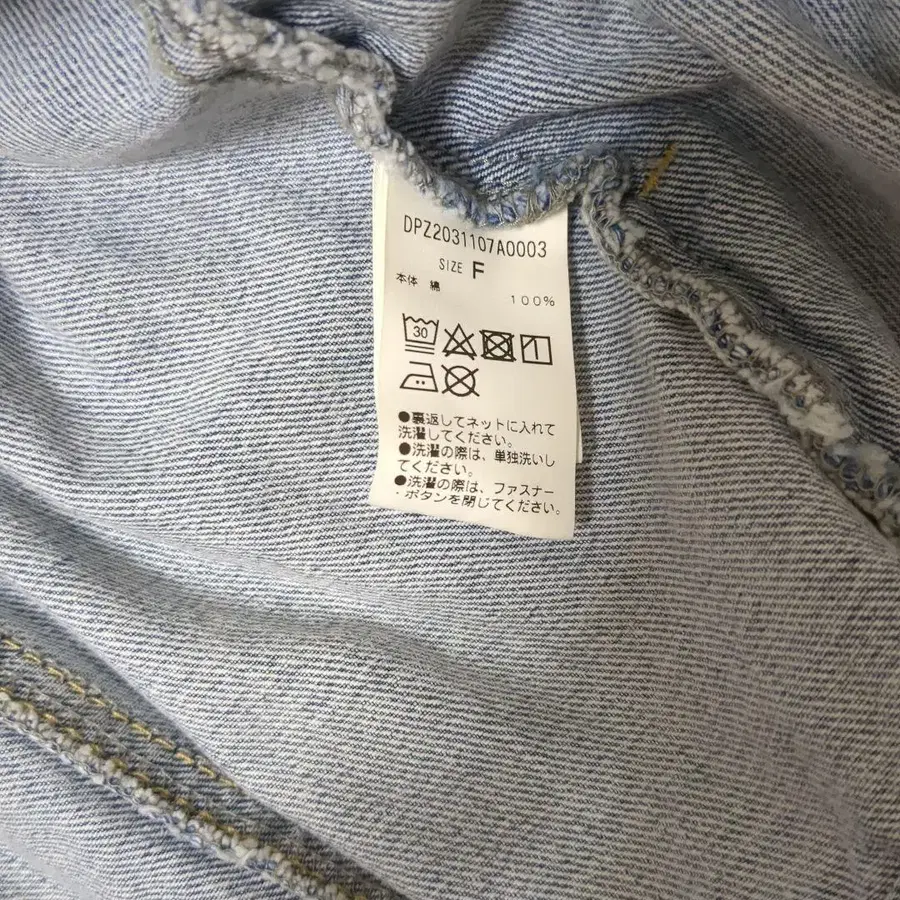 DPZ2031107A0003
SIZE F
本体 綿
100%
30
●裏返してネットに入れて
洗濯してください。
●洗濯の際は、単独洗いし
てください。
●洗濯の際は、ファスナー
・ボタンを閉じてください。